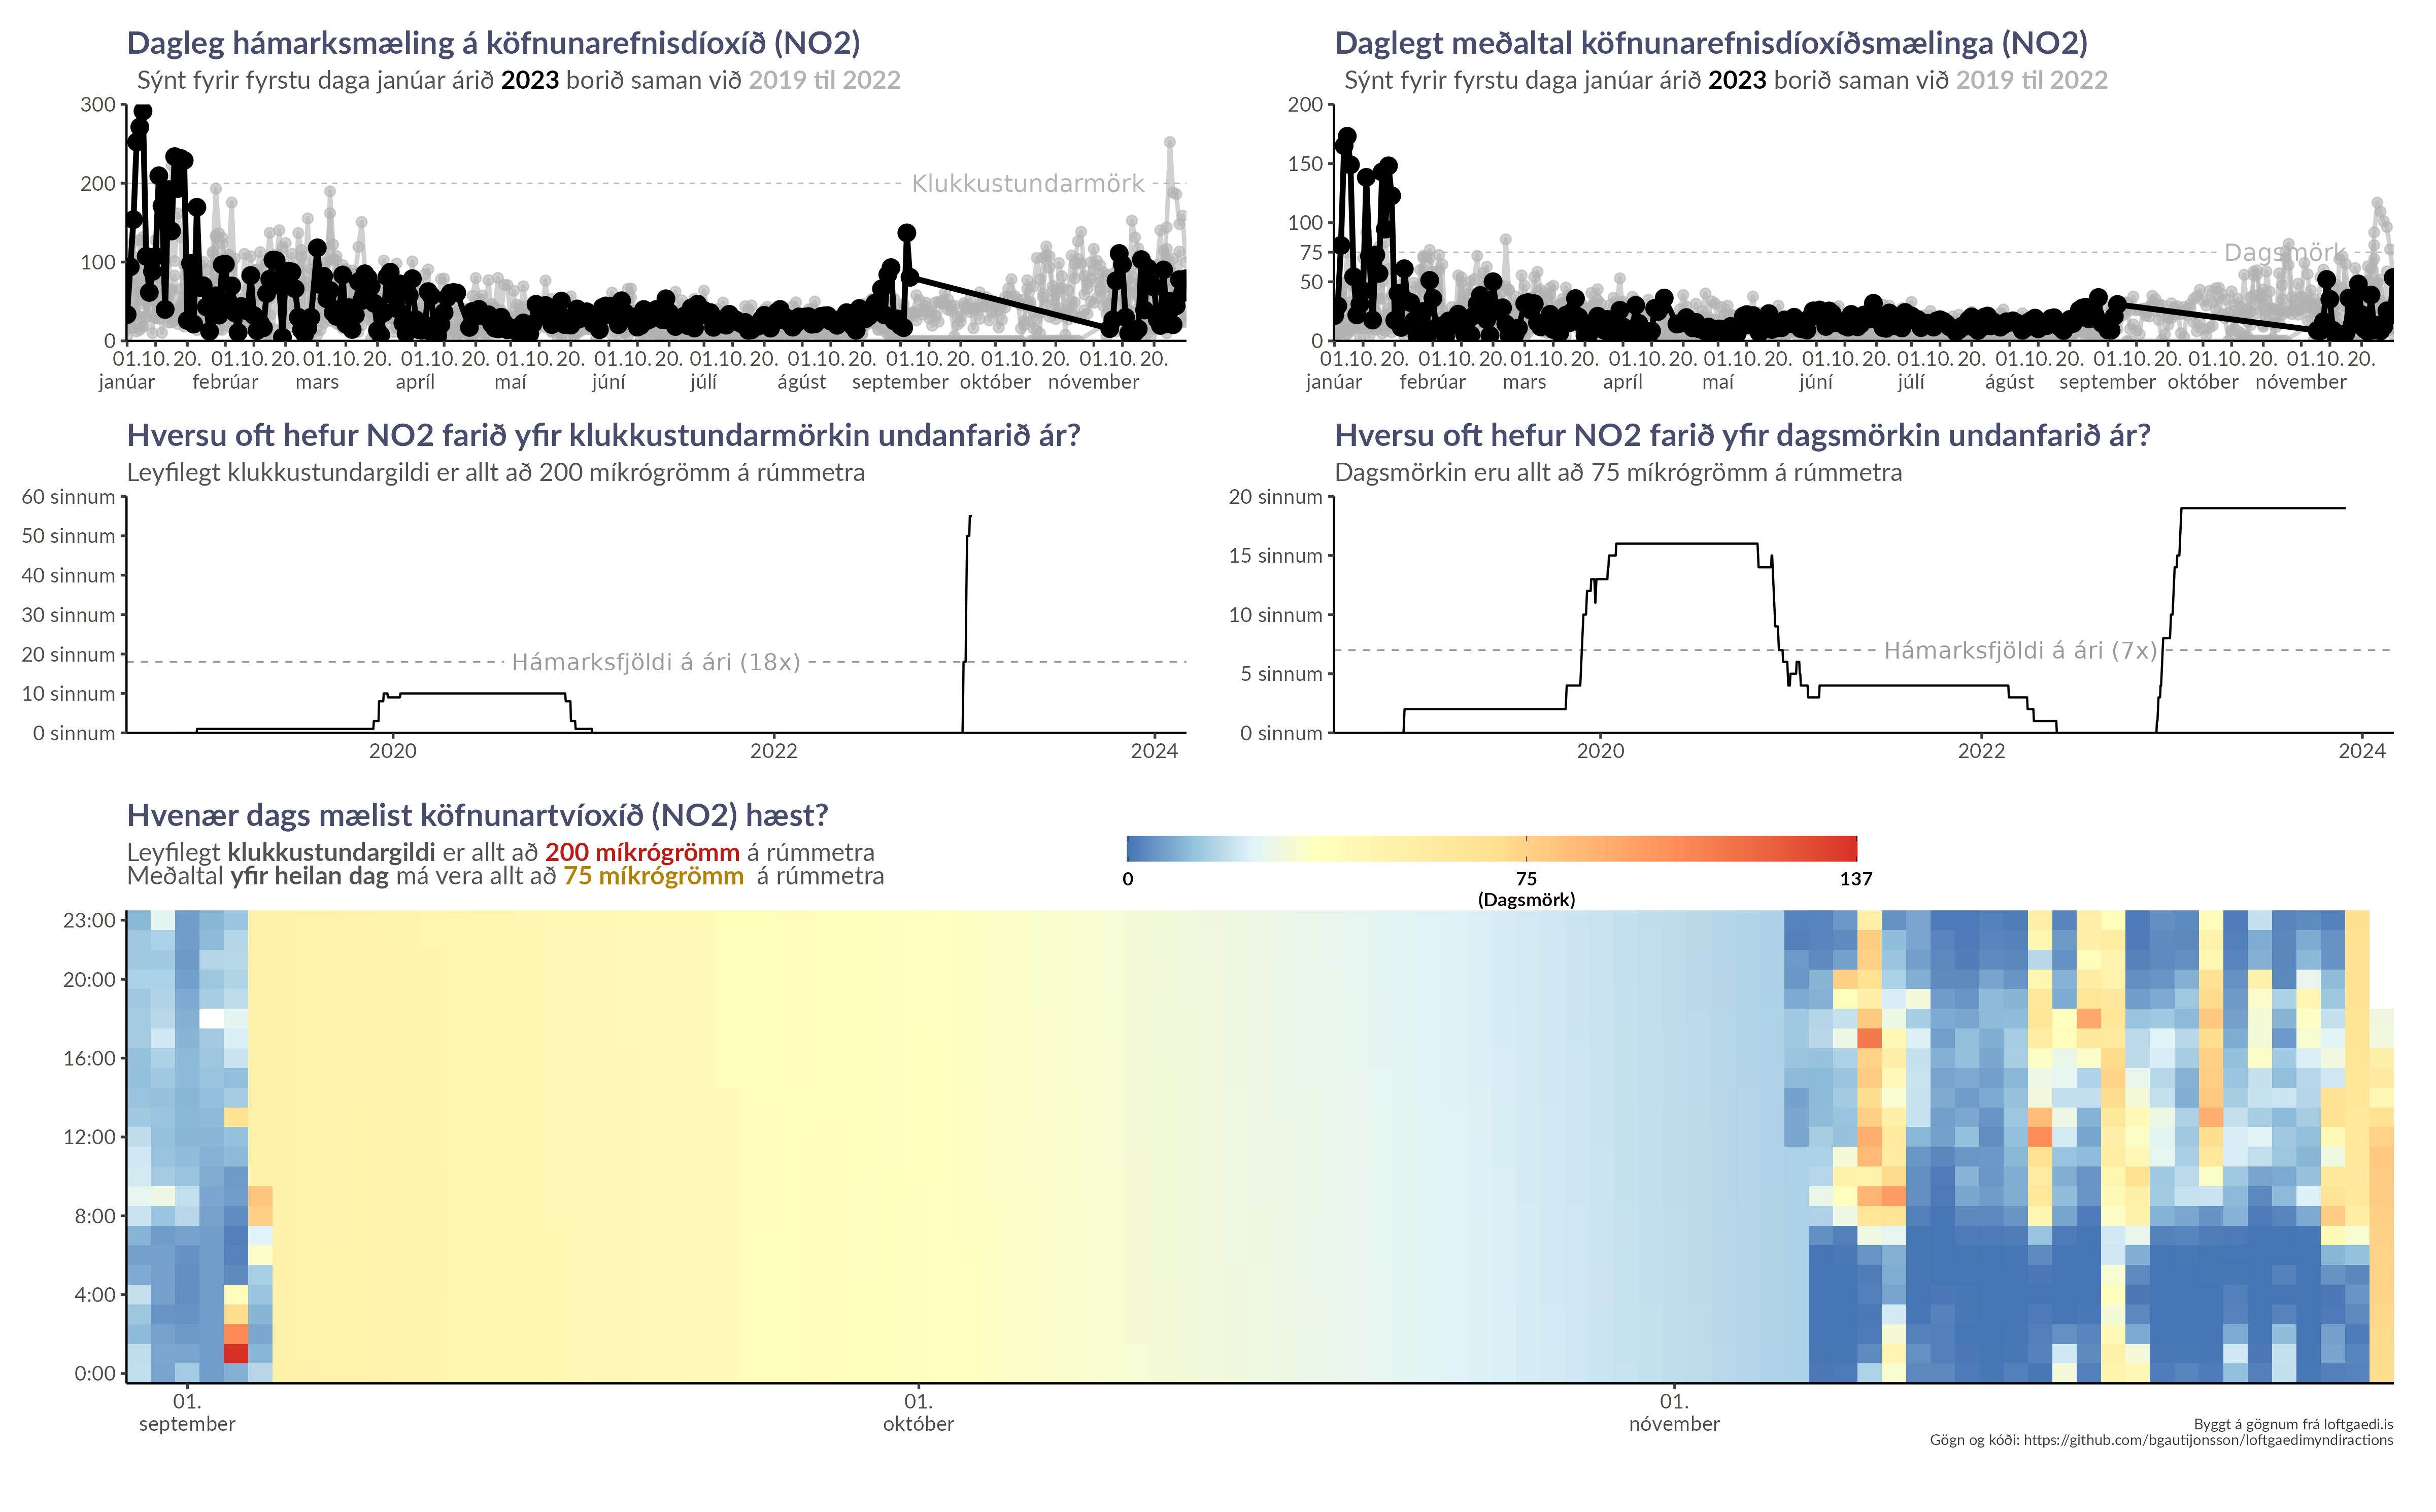 Dagleg hámarksmæling á köfnunarefnisdíoxíð (NO2)
Sýnt fyrir fyrstu daga janúar árið 2023 borið saman við 2019 til 2022
300
200
100
0
Klukkustundarmörk
01. 10. 20. 01. 10. 20. 01. 10. 20. 01. 10. 20. 01. 10. 20. 01. 10. 20. 01. 10. 20. 01. 10. 20. 01. 10. 20. 01. 10. 20. 01. 10. 20.
janúar febrúar mars apríl maí júní júlí ágúst september október nóvember
Daglegt meðaltal köfnunarefnisdíoxíðsmælinga (NO2)
Sýnt fyrir fyrstu daga janúar árið 2023 borið saman við 2019 til 2022
200
150
100
75
50
0
Dagsmörk
01. 10. 20. 01. 10. 20. 01. 10. 20. 01. 10. 20. 01. 10. 20. 01. 10. 20. 01. 10. 20. 01. 10. 20. 01. 10. 20. 01. 10. 20. 01. 10. 20.
janúar febrúar mars apríl maí júní júlí ágúst september október nóvember
Hversu oft hefur NO2 farið yfir klukkustundarmörkin undanfarið ár?
Leyfilegt klukkustundargildi er allt að 200 míkrógrömm á rúmmetra
60 sinnum
50 sinnum
40 sinnum
30 sinnum
20 sinnum
10 sinnum
0 sinnum
Hámarksfjöldi á ári (18x)
2020 2022 2024
Hversu oft hefur NO2 farið yfir dagsmörkin undanfarið ár?
Dagsmörkin eru allt að 75 míkrógrömm á rúmmetra
20 sinnum
15 sinnum
10 sinnum
5 sinnum
0 sinnum
Hámarksfjöldi á ári (7x)
2020 2022 2024
Hvenær dags mælist köfnunartvíoxíð (NO2) hæst?
Leyfilegt klukkustundargildi er allt að 200 míkrógrömm á rúmmetra
Meðaltal yfir heilan dag má vera allt að 75 míkrógrömm á rúmmetra
0 75 137
(Dagsmörk)
23:00
20:00
16:00
12:00
8:00
4:00
0:00
01. 01. 01.
september október nóvember
Byggt á gögnum frá loftgaedi.is
Gögn og kóði: https://github.com/bgautijonsson/loftgaedimyndiractions